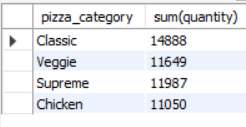 pizza_category sum(quantity)
Classic 14888
Veggie 11649
Supreme 11987
Chicken 11050